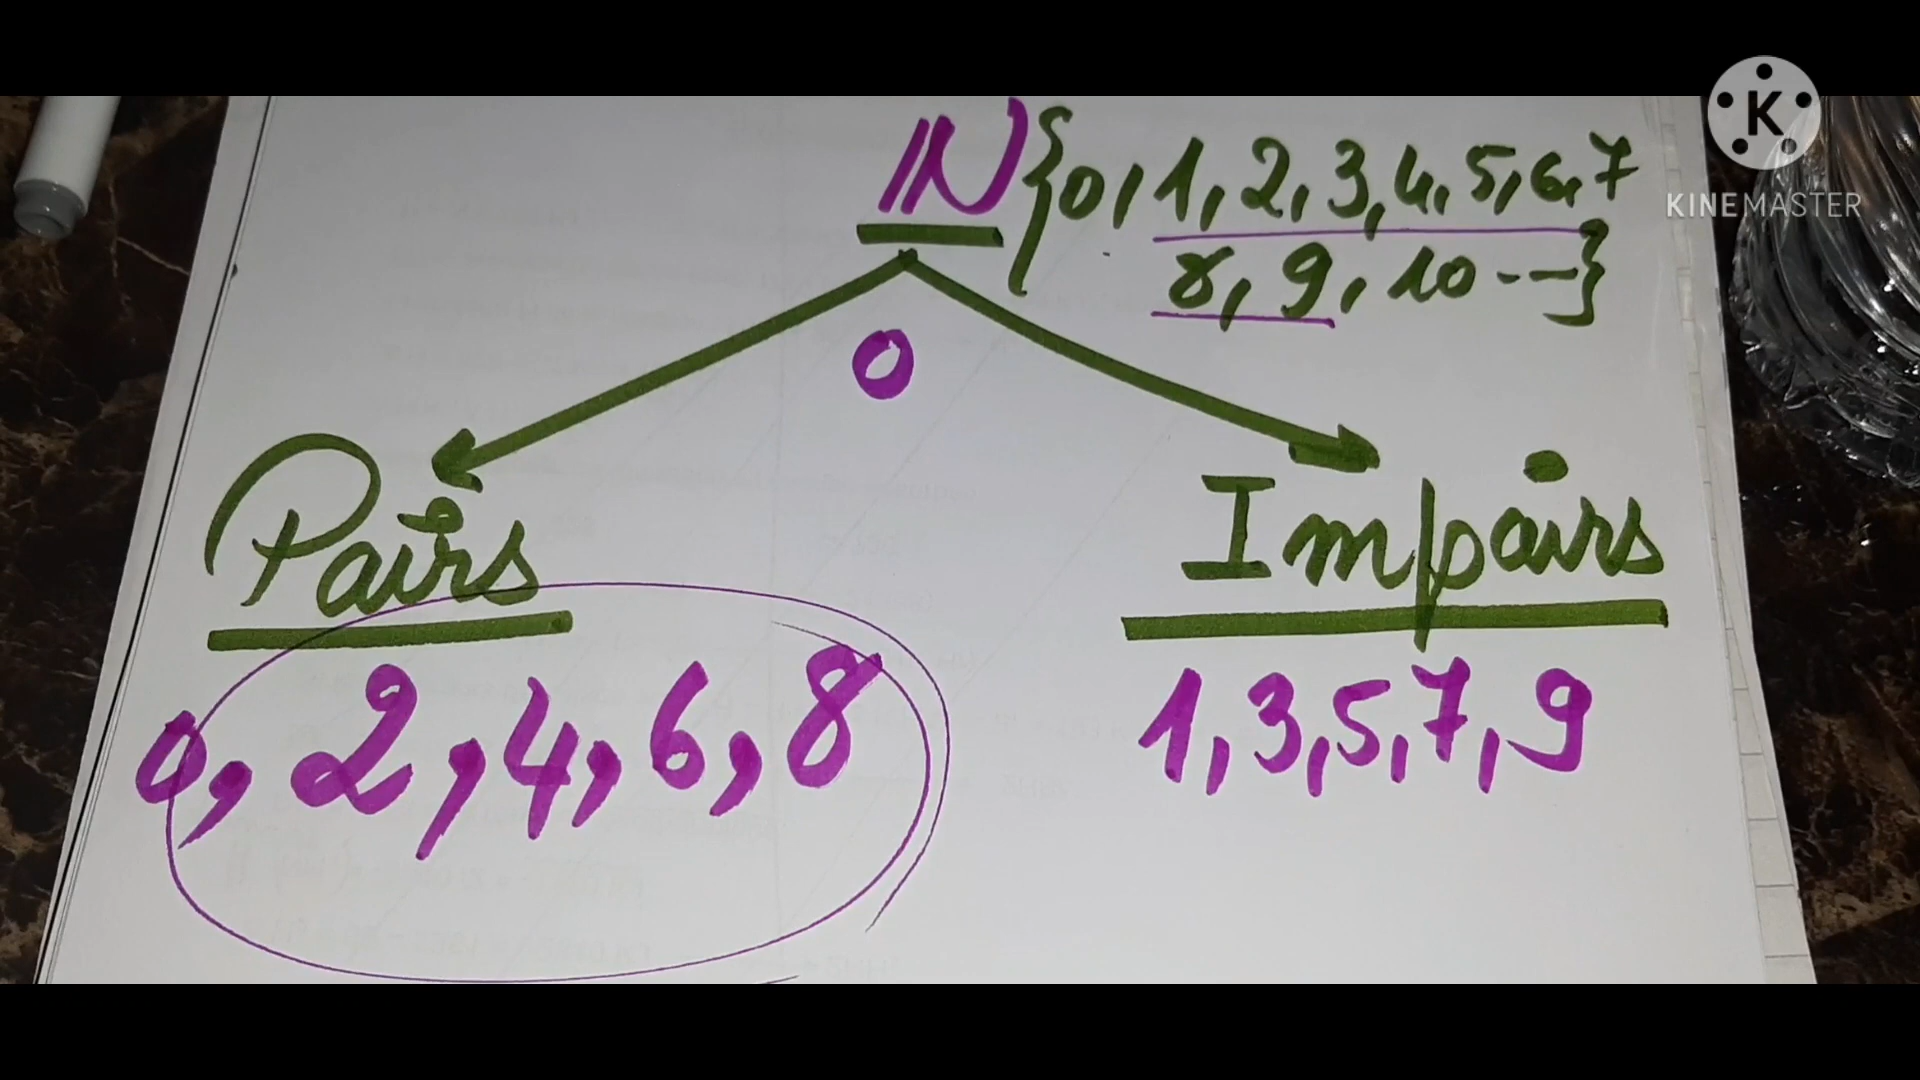 IN {0, 1, 2, 3, 4, 5, 6, 7
8, 9, 10 ---}
K
KINEMASTER
0
Pairs
Impairs
0, 2, 4, 6, 8
1, 3, 5, 7, 9